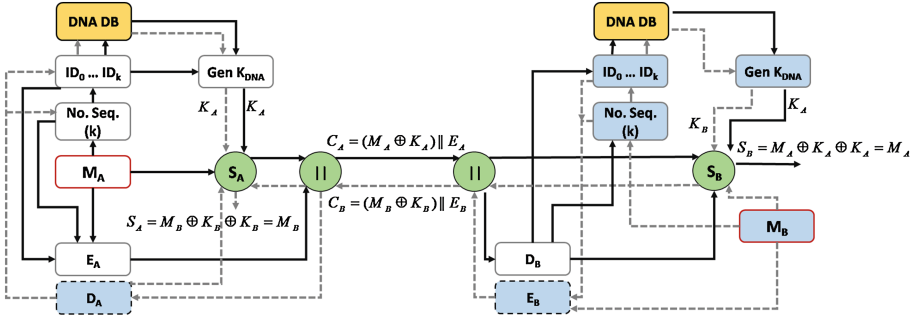 DNA DB
ID₀ ... IDₖ
Gen K_DNA
No. Seq.
(k)
K_A
K_A
M_A
S_A
||
C_A = (M_A ⊕ K_A) || E_A
C_B = (M_B ⊕ K_B) || E_B
S_A = M_B ⊕ K_B ⊕ K_B = M_B
E_A
D_A
DNA DB
ID₀ ... IDₖ
Gen K_DNA
No. Seq.
(k)
K_B
K_A
||
S_B
S_B = M_A ⊕ K_A ⊕ K_A = M_A
M_B
D_B
E_B